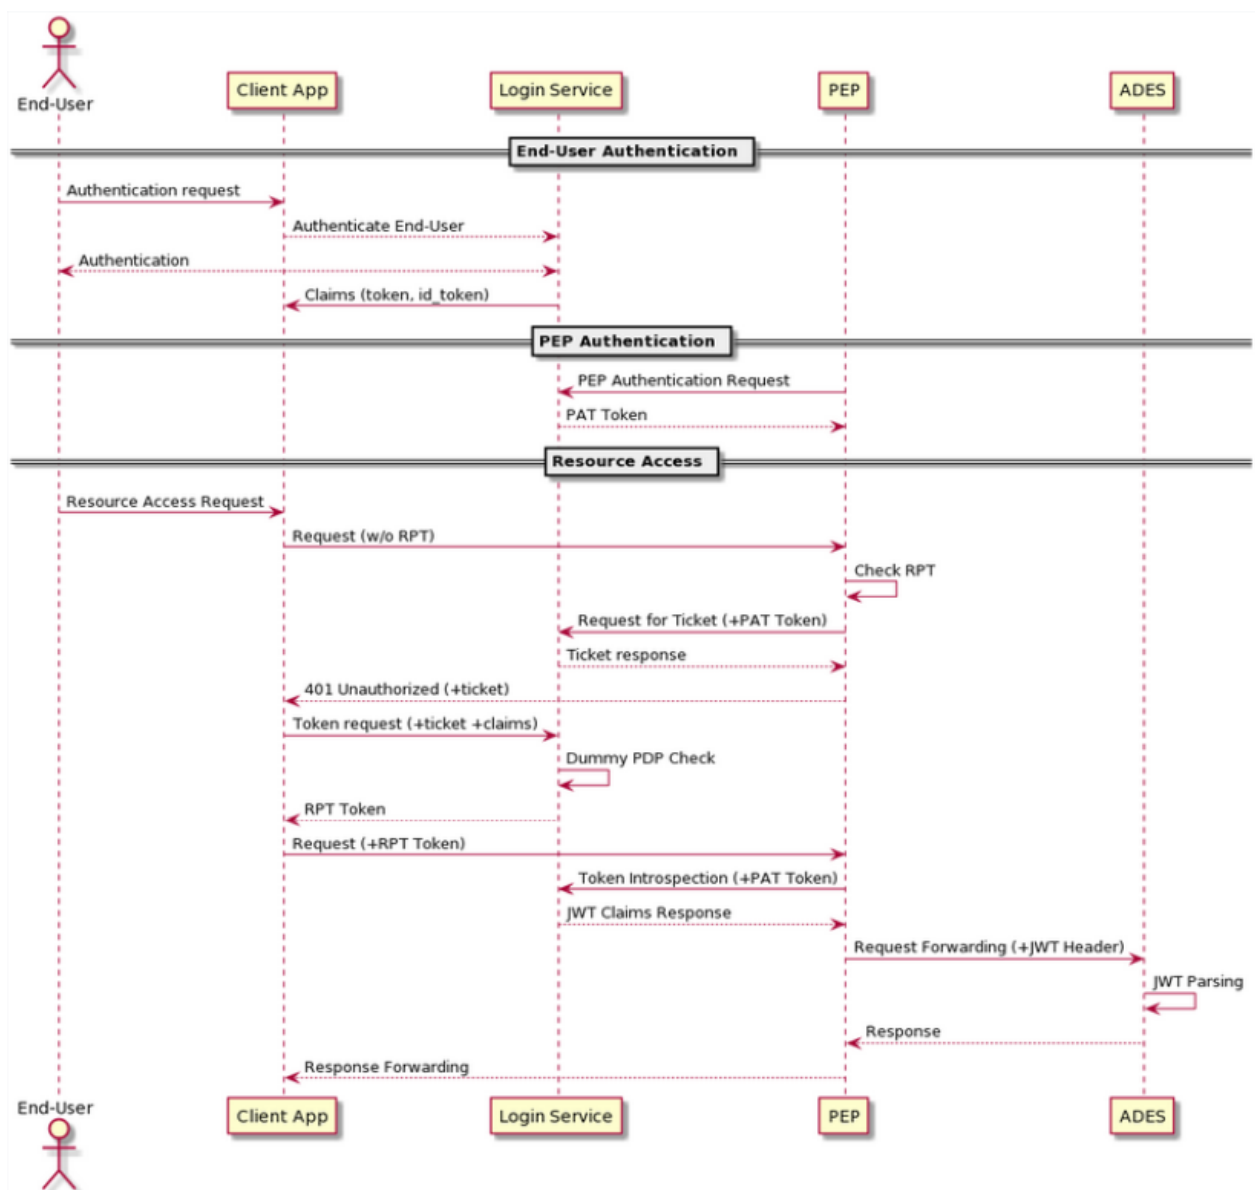 End-User
Client App
Login Service
PEP
ADES
End-User Authentication
Authentication request
Authenticate End-User
Authentication
Claims (token, id_token)
PEP Authentication
PEP Authentication Request
PAT Token
Resource Access
Resource Access Request
Request (w/o RPT)
Check RPT
Request for Ticket (+PAT Token)
Ticket response
401 Unauthorized (+ticket)
Token request (+ticket +claims)
Dummy PDP Check
RPT Token
Request (+RPT Token)
Token Introspection (+PAT Token)
JWT Claims Response
Request Forwarding (+JWT Header)
JWT Parsing
Response
Response Forwarding
End-User
Client App
Login Service
PEP
ADES